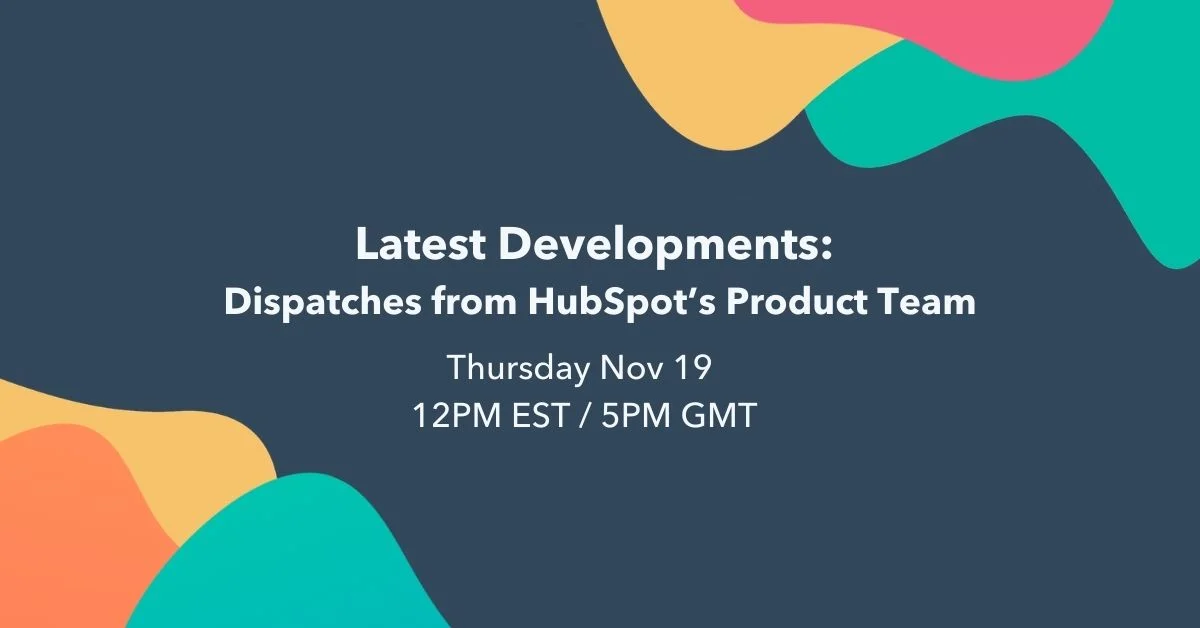 Latest Developments:
Dispatches from HubSpot’s Product Team
Thursday Nov 19
12PM EST / 5PM GMT